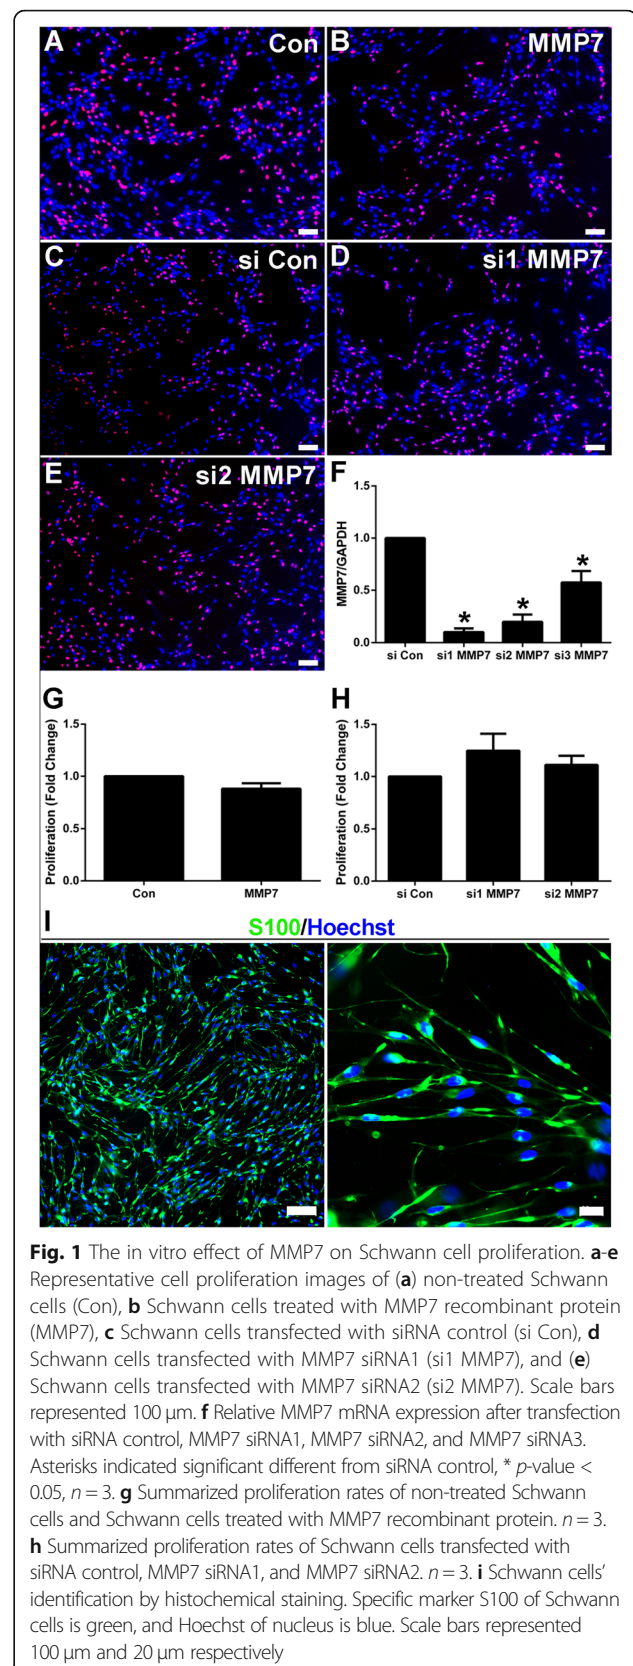 A
Con
B
MMP7
C
si Con
D
si1 MMP7
E
si2 MMP7
F
MMP7/GAPDH
1.5
1.0
0.5
0.0
*
*
*
si Con
si1 MMP7
si2 MMP7
si3 MMP7
G
Proliferation (Fold Change)
1.5
1.0
0.5
0.0
Con
MMP7
H
Proliferation (Fold Change)
1.5
1.0
0.5
0.0
si Con
si1 MMP7
si2 MMP7
I
S100/Hoechst
Fig. 1 The in vitro effect of MMP7 on Schwann cell proliferation. a-e
Representative cell proliferation images of (a) non-treated Schwann
cells (Con), b Schwann cells treated with MMP7 recombinant protein
(MMP7), c Schwann cells transfected with siRNA control (si Con), d
Schwann cells transfected with MMP7 siRNA1 (si1 MMP7), and (e)
Schwann cells transfected with MMP7 siRNA2 (si2 MMP7). Scale bars
represented 100 μm. f Relative MMP7 mRNA expression after transfection
with siRNA control, MMP7 siRNA1, MMP7 siRNA2, and MMP7 siRNA3.
Asterisks indicated significant different from siRNA control, * p-value <
0.05, n = 3. g Summarized proliferation rates of non-treated Schwann
cells and Schwann cells treated with MMP7 recombinant protein. n = 3.
h Summarized proliferation rates of Schwann cells transfected with
siRNA control, MMP7 siRNA1, and MMP7 siRNA2. n = 3. i Schwann cells'
identification by histochemical staining. Specific marker S100 of Schwann
cells is green, and Hoechst of nucleus is blue. Scale bars represented
100 μm and 20 μm respectively